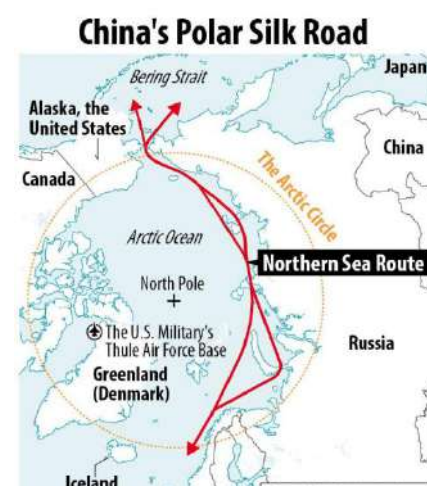 China's Polar Silk Road
Bering Strait
Japan
Alaska, the
United States
China
Canada
The Arctic Circle
Arctic Ocean
Northern Sea Route
North Pole
The U.S. Military's
Thule Air Force Base
Russia
Greenland
(Denmark)
Iceland